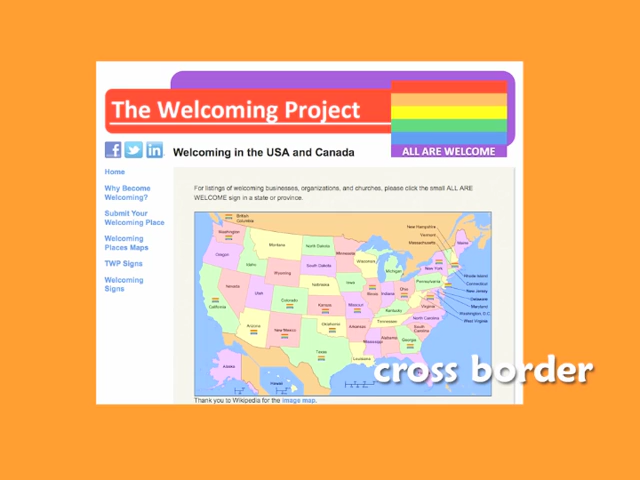 The Welcoming Project
ALL ARE WELCOME
Welcoming in the USA and Canada
Home
Why Become
Welcoming?
Submit Your
Welcoming Place
Welcoming
Places Maps
TWP Signs
Welcoming
Signs
For listings of welcoming businesses, organizations, and churches, please click the small ALL ARE
WELCOME sign in a state or province.
British
Columbia
Washington
Oregon
California
Nevada
Idaho
Montana
Wyoming
Utah
Colorado
Arizona
New Mexico
North Dakota
South Dakota
Nebraska
Kansas
Oklahoma
Texas
Minnesota
Iowa
Missouri
Arkansas
Louisiana
Wisconsin
Illinois
Michigan
Indiana
Ohio
Kentucky
Tennessee
Mississippi
Alabama
Georgia
South
Carolina
North Carolina
Virginia
Pennsylvania
New York
Maine
New Hampshire
Vermont
Massachusetts
Rhode Island
Connecticut
New Jersey
Delaware
Maryland
Washington, D.C.
West Virginia
Alaska
Hawaii
cross border
Thank you to Wikipedia for the image map.